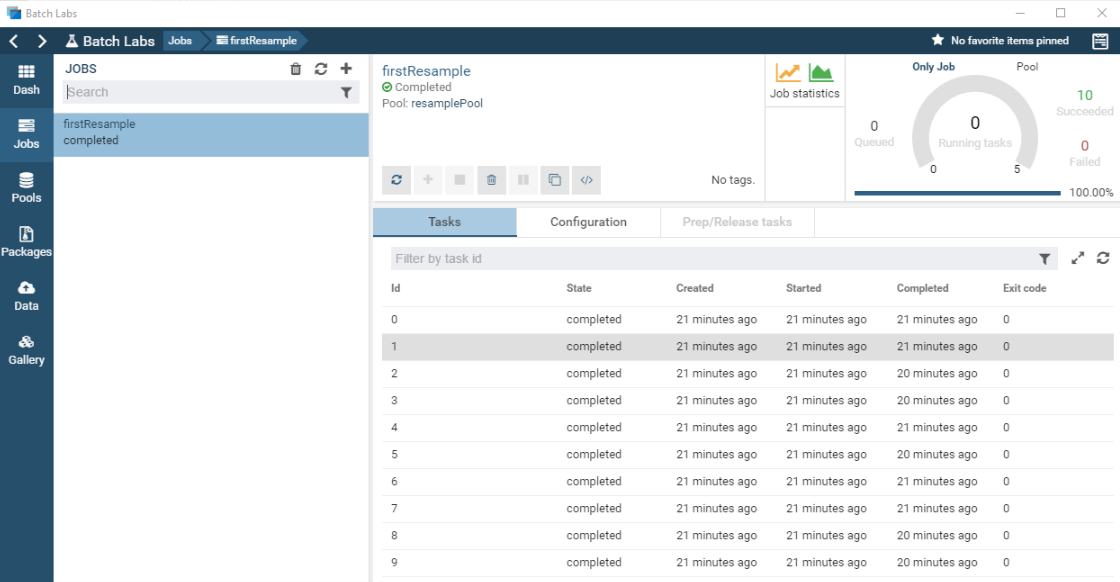 Batch Labs
Batch Labs Jobs firstResample No favorite items pinned
Dash
Jobs
Pools
Packages
Data
Gallery
JOBS
Search
firstResample
completed
firstResample
Completed
Pool: resamplePool
No tags.
Job statistics
Only Job Pool
0
Queued
0
Running tasks
0 5
10
Succeeded
0
Failed
100.00%
Tasks Configuration Prep/Release tasks
Filter by task id
Id State Created Started Completed Exit code
0 completed 21 minutes ago 21 minutes ago 21 minutes ago 0
1 completed 21 minutes ago 21 minutes ago 21 minutes ago 0
2 completed 21 minutes ago 21 minutes ago 20 minutes ago 0
3 completed 21 minutes ago 21 minutes ago 20 minutes ago 0
4 completed 21 minutes ago 21 minutes ago 21 minutes ago 0
5 completed 21 minutes ago 21 minutes ago 20 minutes ago 0
6 completed 21 minutes ago 21 minutes ago 21 minutes ago 0
7 completed 21 minutes ago 21 minutes ago 21 minutes ago 0
8 completed 21 minutes ago 21 minutes ago 20 minutes ago 0
9 completed 21 minutes ago 21 minutes ago 20 minutes ago 0